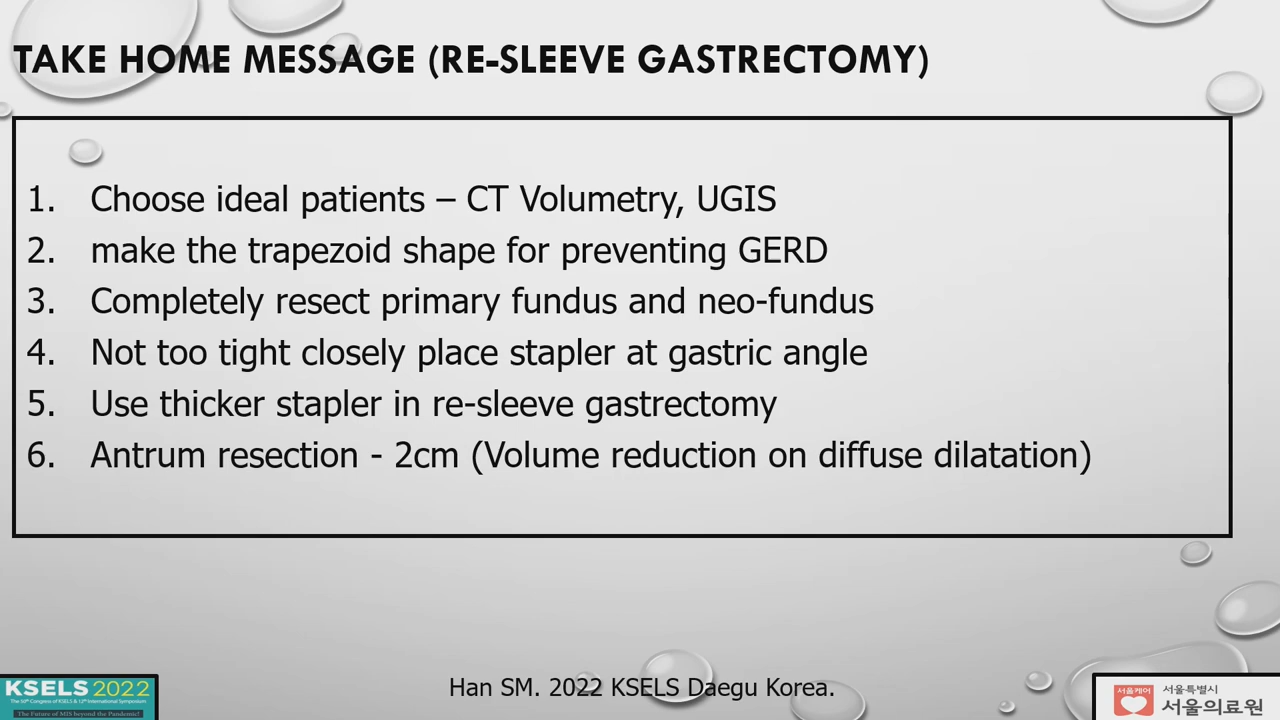 TAKE HOME MESSAGE (RE-SLEEVE GASTRECTOMY)
1. Choose ideal patients – CT Volumetry, UGIS
2. make the trapezoid shape for preventing GERD
3. Completely resect primary fundus and neo-fundus
4. Not too tight closely place stapler at gastric angle
5. Use thicker stapler in re-sleeve gastrectomy
6. Antrum resection - 2cm (Volume reduction on diffuse dilatation)
KSELS 2022
The 50th Congress of KSELS & 13th International Symposium
The Future of MIS beyond the Pandemic!
Han SM. 2022 KSELS Daegu Korea.
서울케어
서울특별시
서울의료원